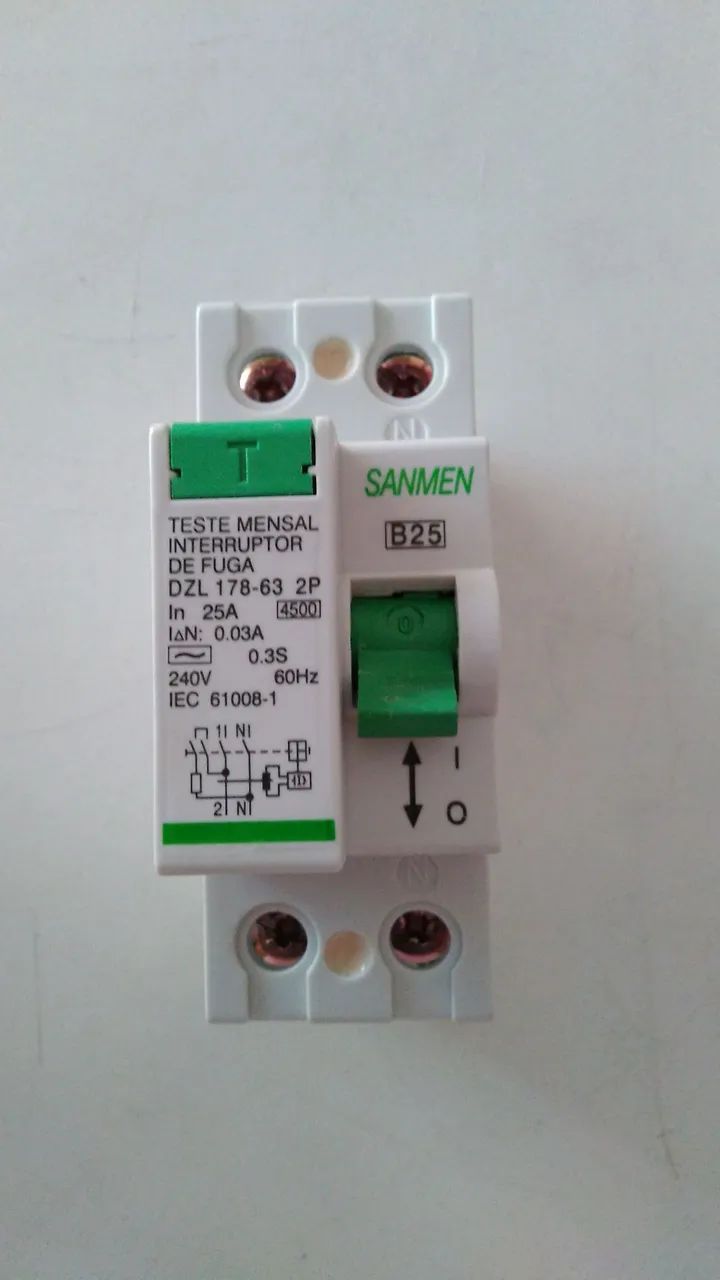 N
T
SANMEN
B25
TESTE MENSAL
INTERRUPTOR
DE FUGA
DZL 178-63 2P
In 25A 4500
I∆N: 0.03A
~ 0.3S
240V 60Hz
IEC 61008-1
1 N
2 N
I
O
N